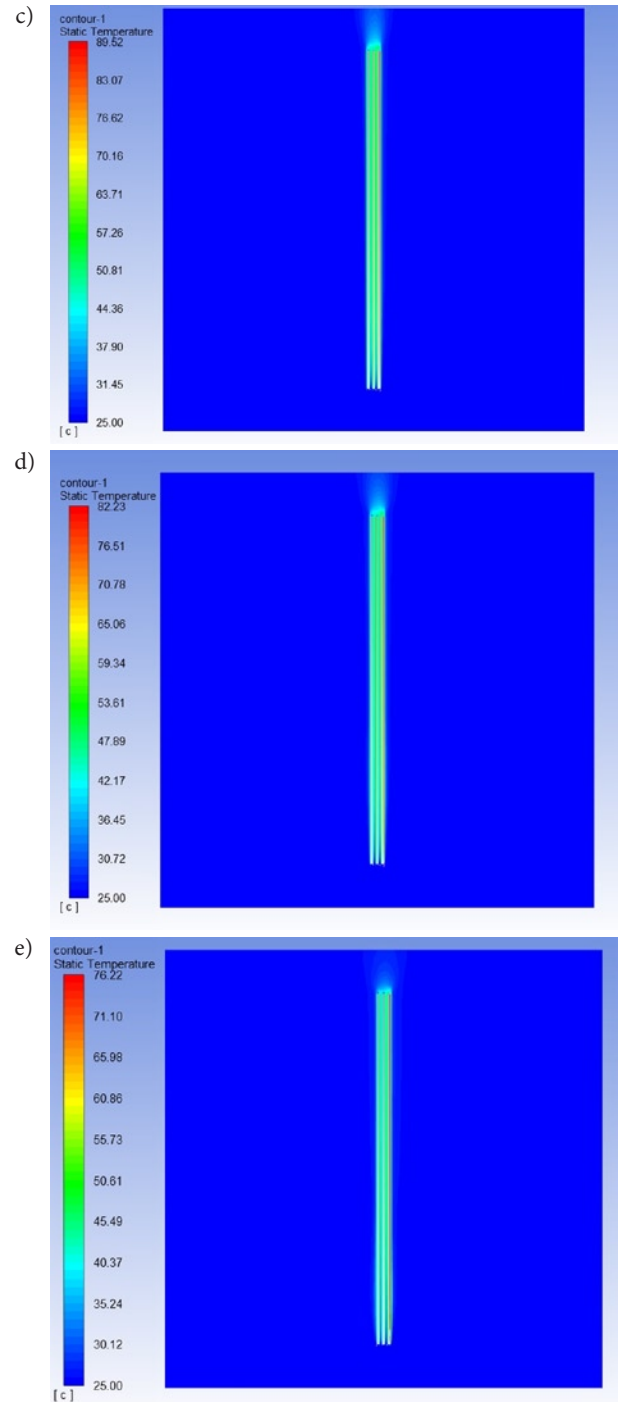 c)
contour-1
Static Temperature
89.52
83.07
76.62
70.16
63.71
57.26
50.81
44.36
37.90
31.45
25.00
[ c ]
d)
contour-1
Static Temperature
82.23
76.51
70.78
65.06
59.34
53.61
47.89
42.17
36.45
30.72
25.00
[ c ]
e)
contour-1
Static Temperature
76.22
71.10
65.98
60.86
55.73
50.61
45.49
40.37
35.24
30.12
25.00
[ c ]